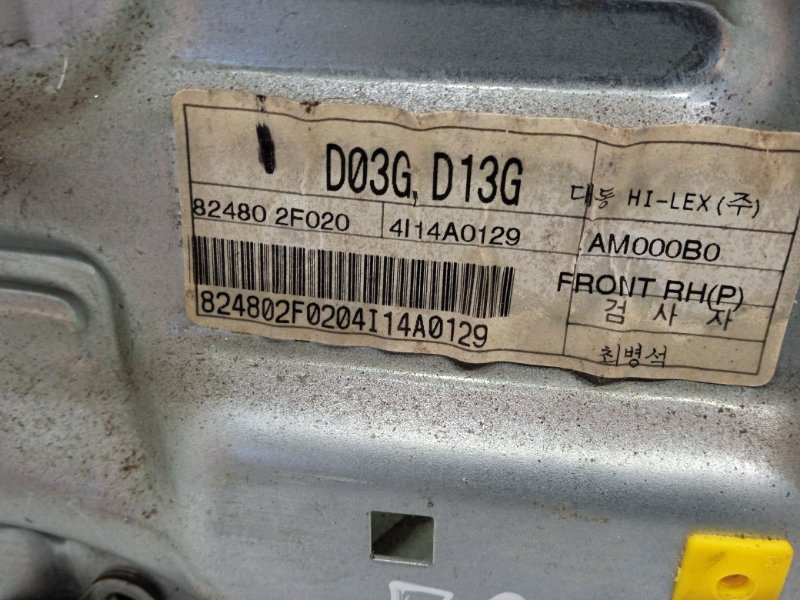 D03G, D13G
대동 HI-LEX(주)
82480 2F020
4I14A0129
AM000B0
824802F0204I14A0129
FRONT RH(P)
검 사 자
최병석